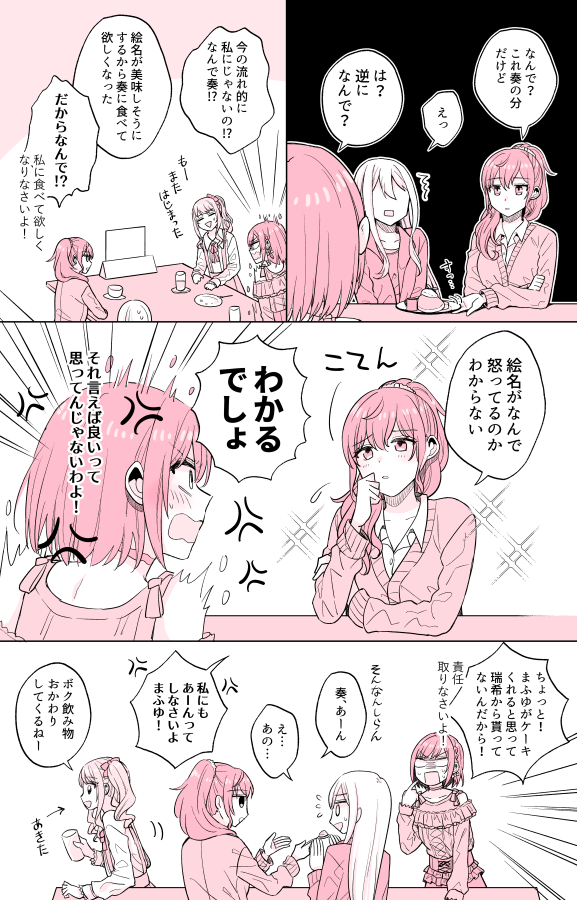 なんで？
これ奏の分
だけど
えっ
は？
逆に
なんで？
すっ…
今の流れ的に
私にじゃないの!?
なんで奏!?
絵名が美味しそうに
するから奏に食べて
欲しくなった
だからなんで!?
私に食べて欲しく
なりなさいよ！
もー
また
はじまった
絵名がなんで
怒ってるのか
わからない
こてん
わかる
でしょ
それ言えば良いって
思ってんじゃないわよ！
ちょっと！
まふゆがケーキ
くれると思って
瑞希から貰って
ないんだから！
責任
取りなさいよ！
そんなんしらん
奏、あーん
え…
あの…
私にも
あーんって
しなさいよ
まふゆ！
ボク飲み物
おかわり
してくるねー
あきた